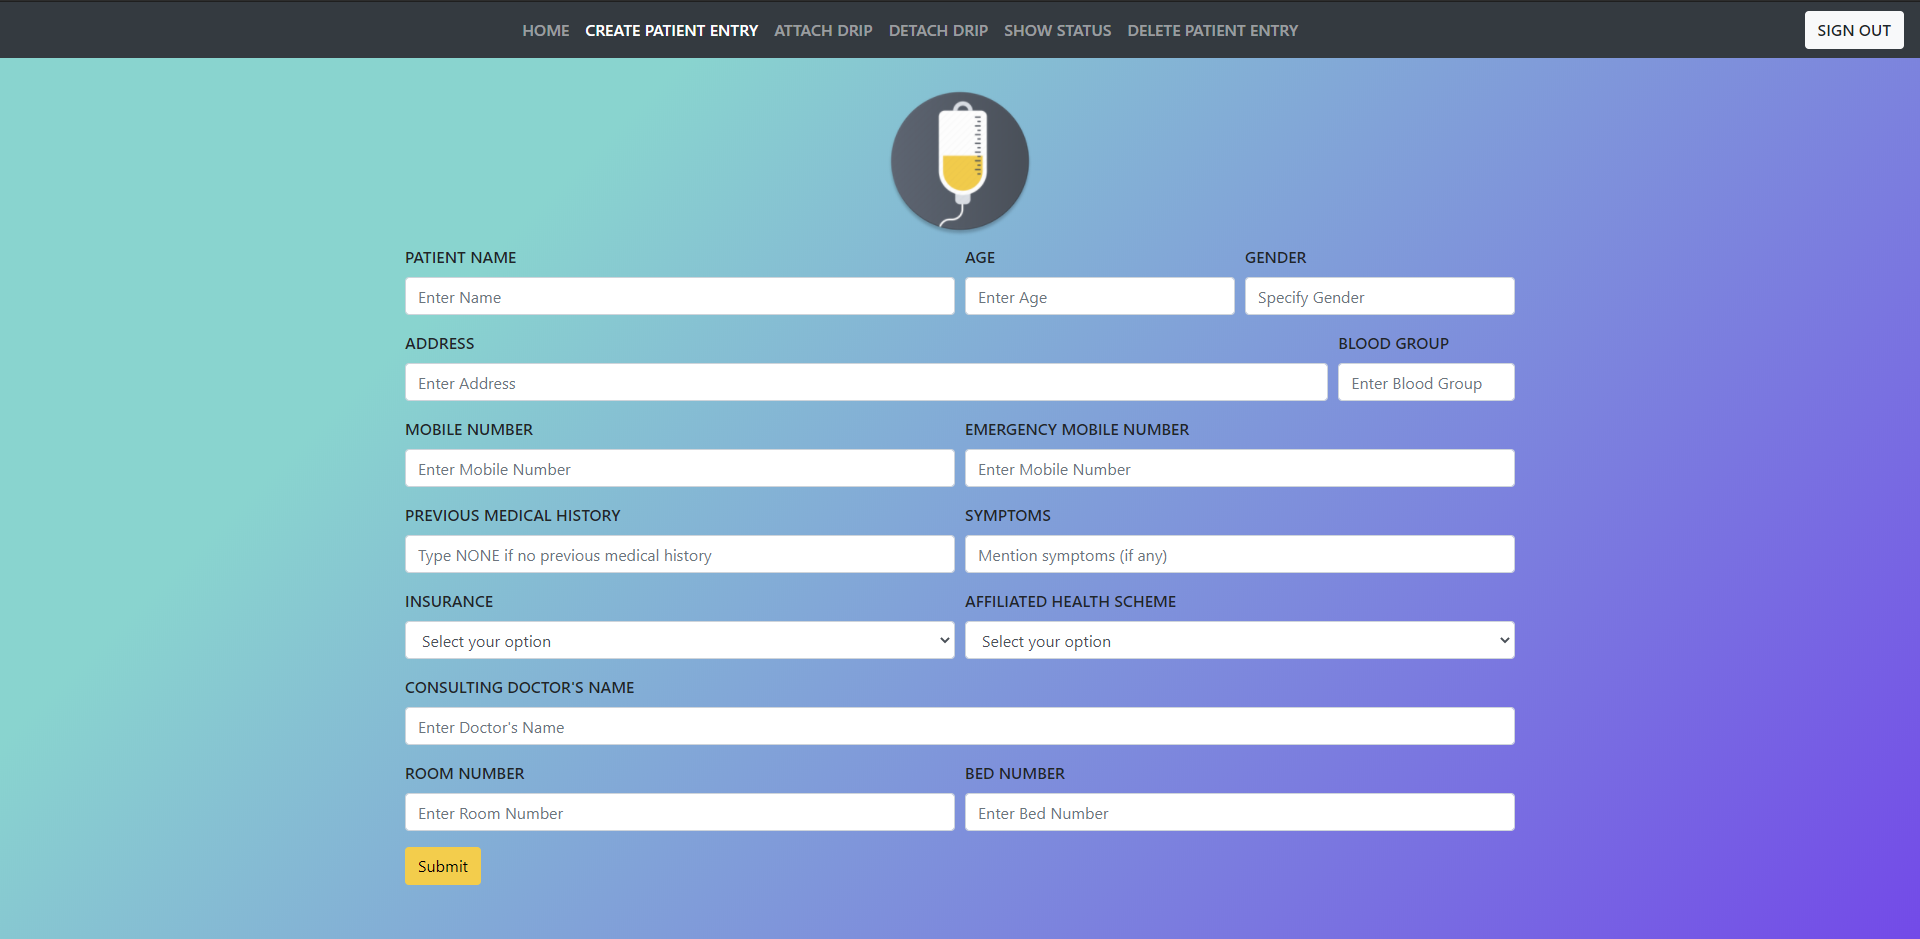 HOME CREATE PATIENT ENTRY ATTACH DRIP DETACH DRIP SHOW STATUS DELETE PATIENT ENTRY SIGN OUT
PATIENT NAME AGE GENDER
Enter Name Enter Age Specify Gender
ADDRESS BLOOD GROUP
Enter Address Enter Blood Group
MOBILE NUMBER EMERGENCY MOBILE NUMBER
Enter Mobile Number Enter Mobile Number
PREVIOUS MEDICAL HISTORY SYMPTOMS
Type NONE if no previous medical history Mention symptoms (if any)
INSURANCE AFFILIATED HEALTH SCHEME
Select your option Select your option
CONSULTING DOCTOR'S NAME
Enter Doctor's Name
ROOM NUMBER BED NUMBER
Enter Room Number Enter Bed Number
Submit